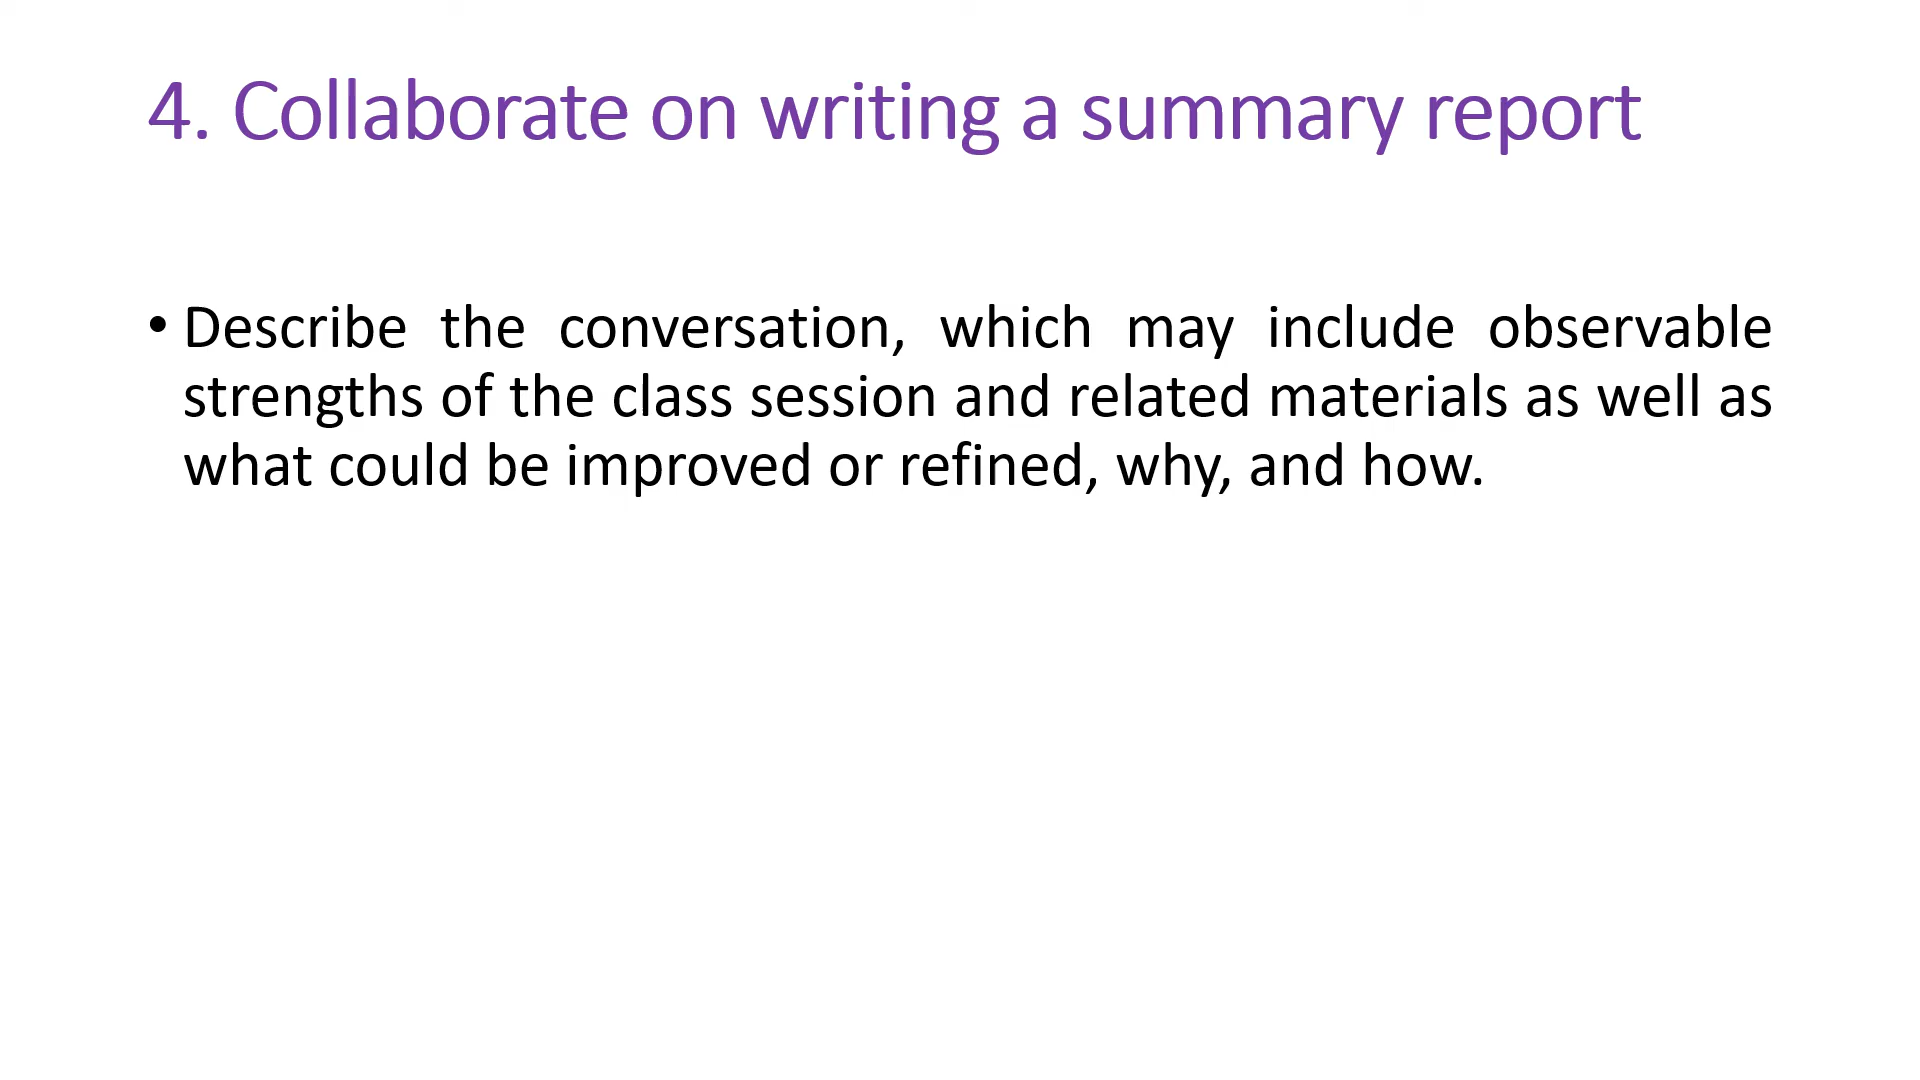 4. Collaborate on writing a summary report
• Describe the conversation, which may include observable
strengths of the class session and related materials as well as
what could be improved or refined, why, and how.